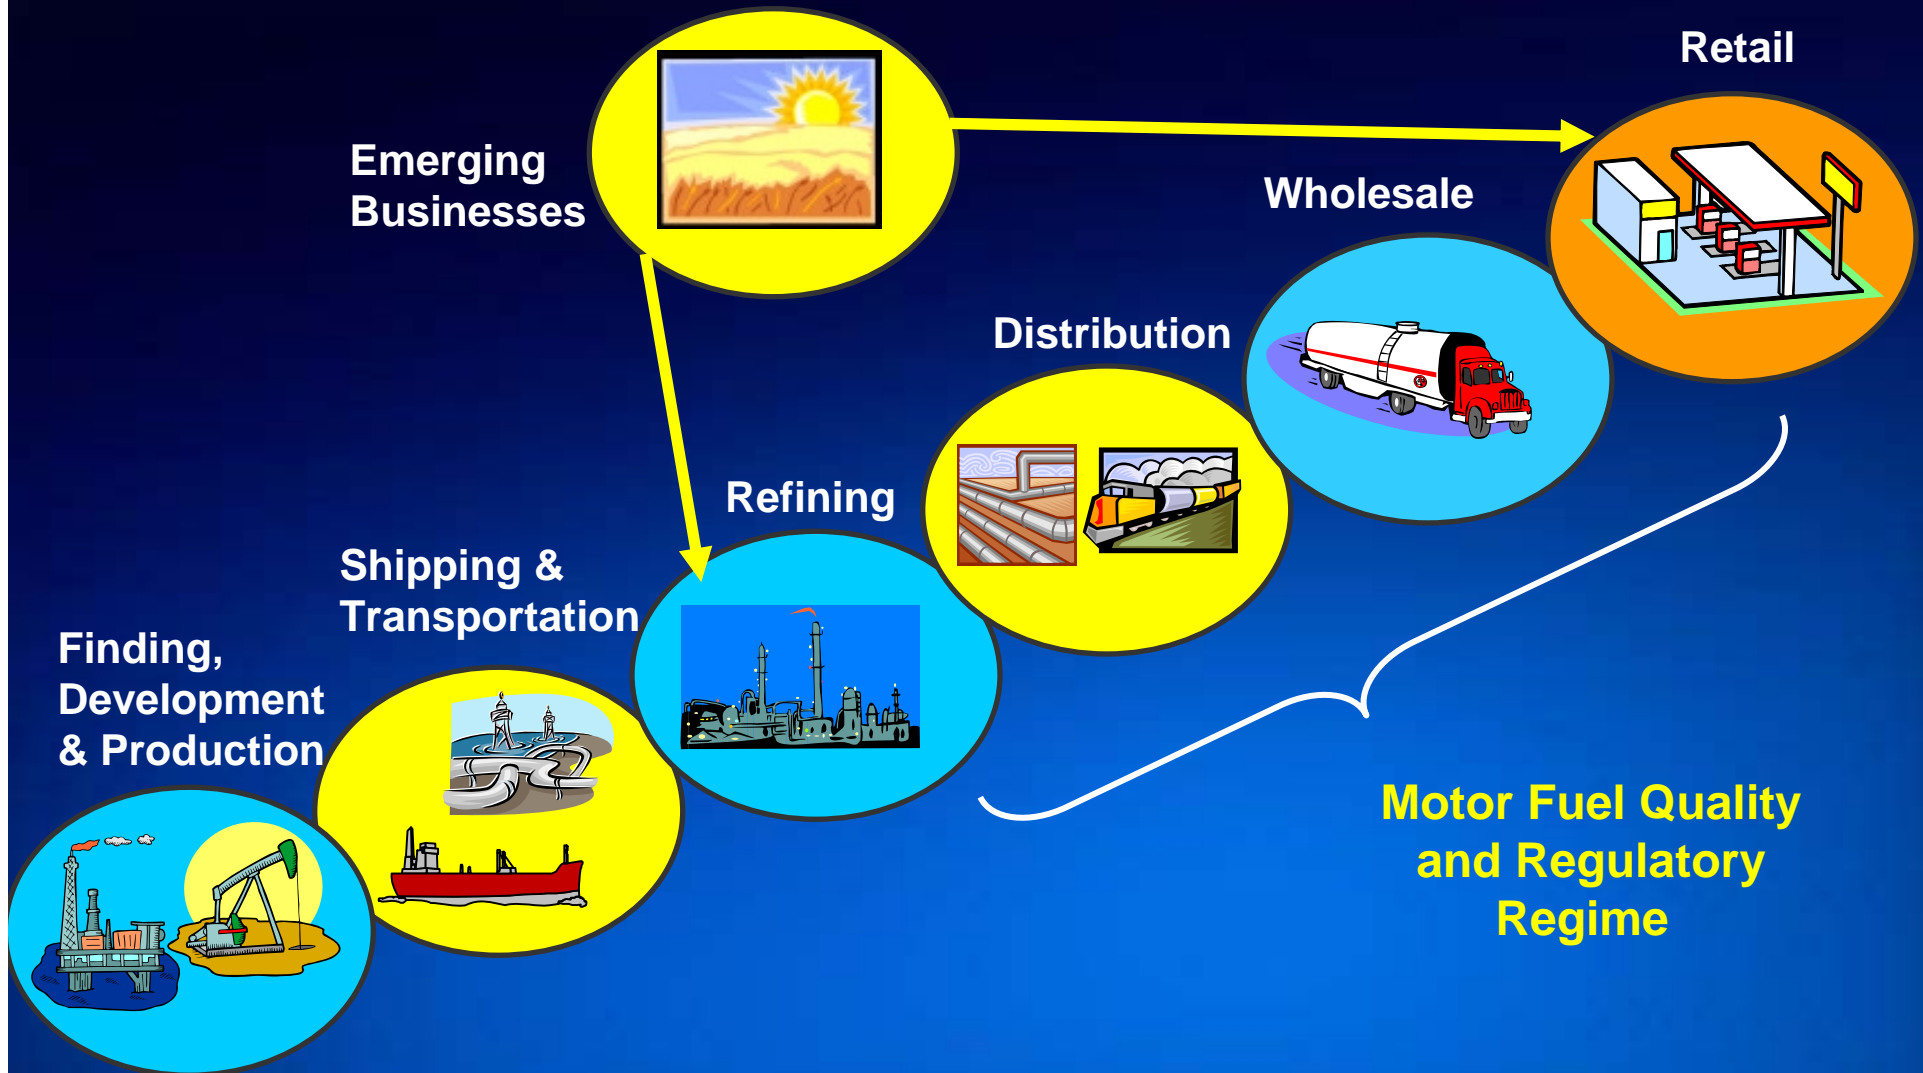 Retail
Emerging
Businesses
Wholesale
Distribution
Refining
Shipping &
Transportation
Finding,
Development
& Production
Motor Fuel Quality
and Regulatory
Regime